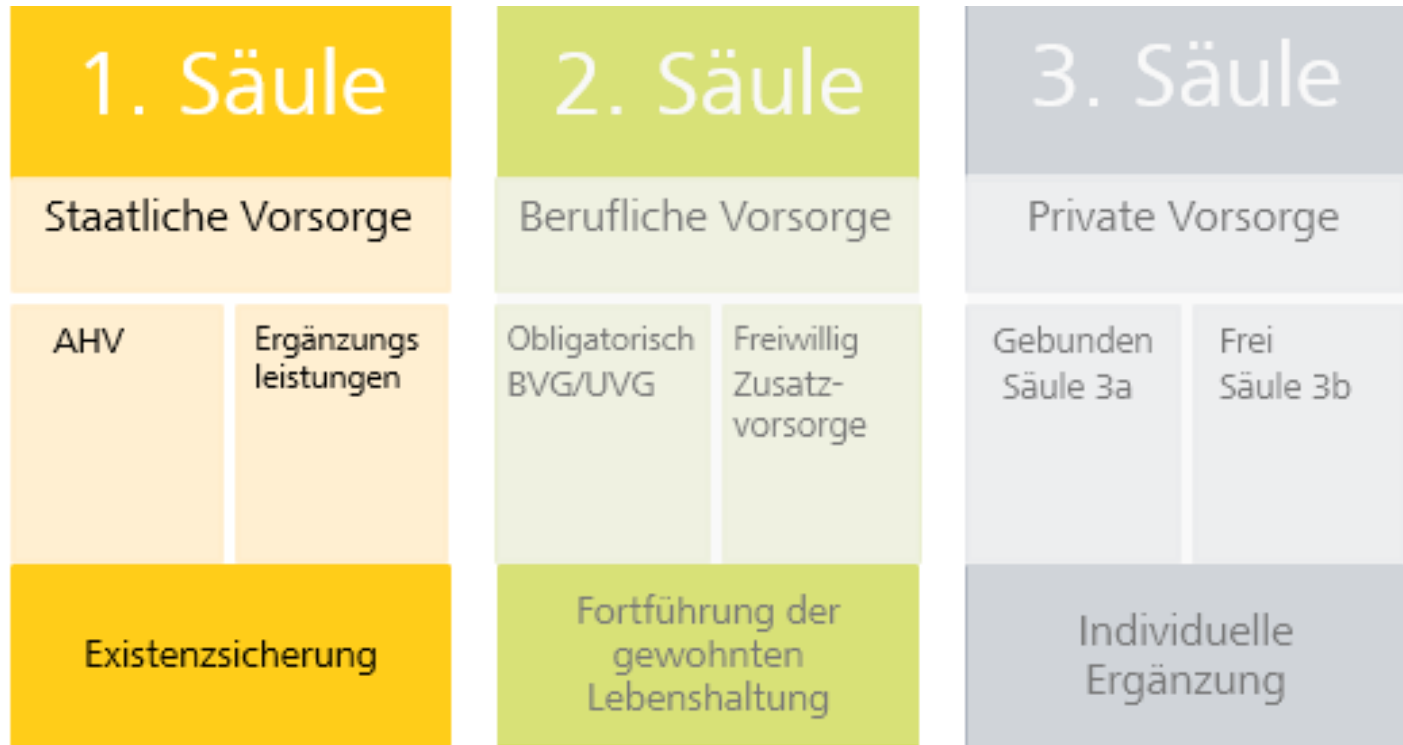 1. Säule
Staatliche Vorsorge
AHV
Ergänzungs
leistungen
Existenzsicherung
2. Säule
Berufliche Vorsorge
Obligatorisch
BVG/UVG
Freiwillig
Zusatz-
vorsorge
Fortführung der
gewohnten
Lebenshaltung
3. Säule
Private Vorsorge
Gebunden
Säule 3a
Frei
Säule 3b
Individuelle
Ergänzung